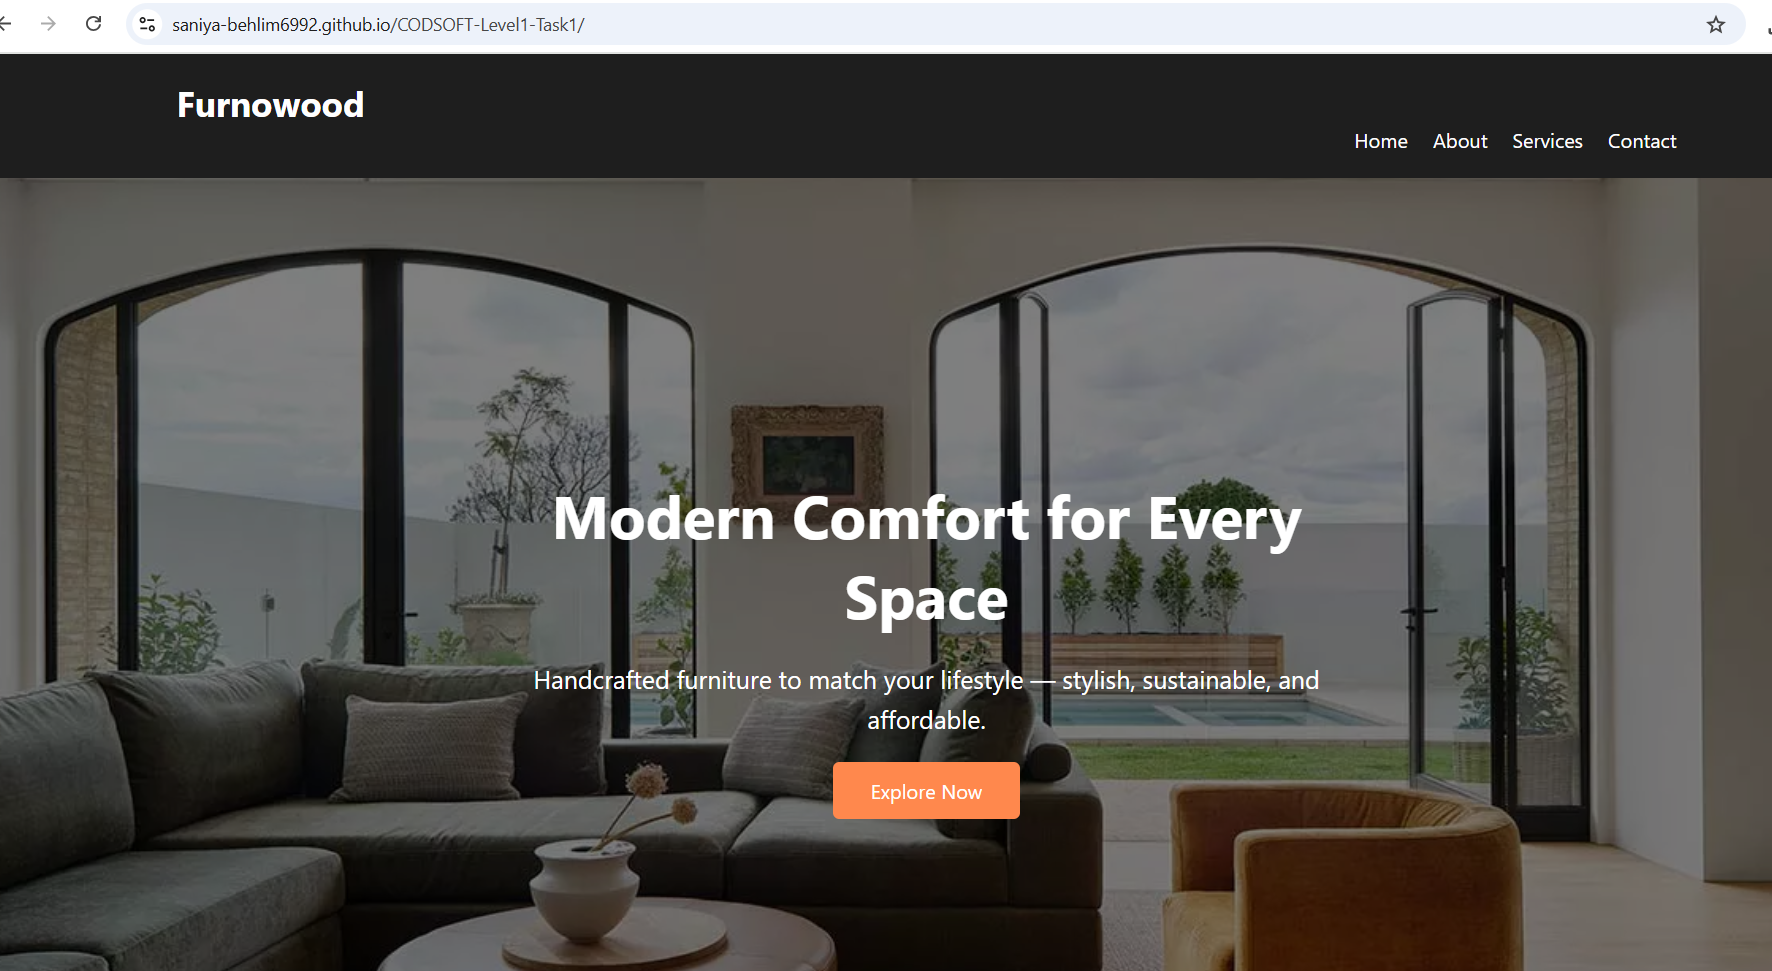 saniya-behlim6992.github.io/CODSOFT-Level1-Task1/
Furnowood
Home About Services Contact
Modern Comfort for Every
Space
Handcrafted furniture to match your lifestyle — stylish, sustainable, and
affordable.
Explore Now